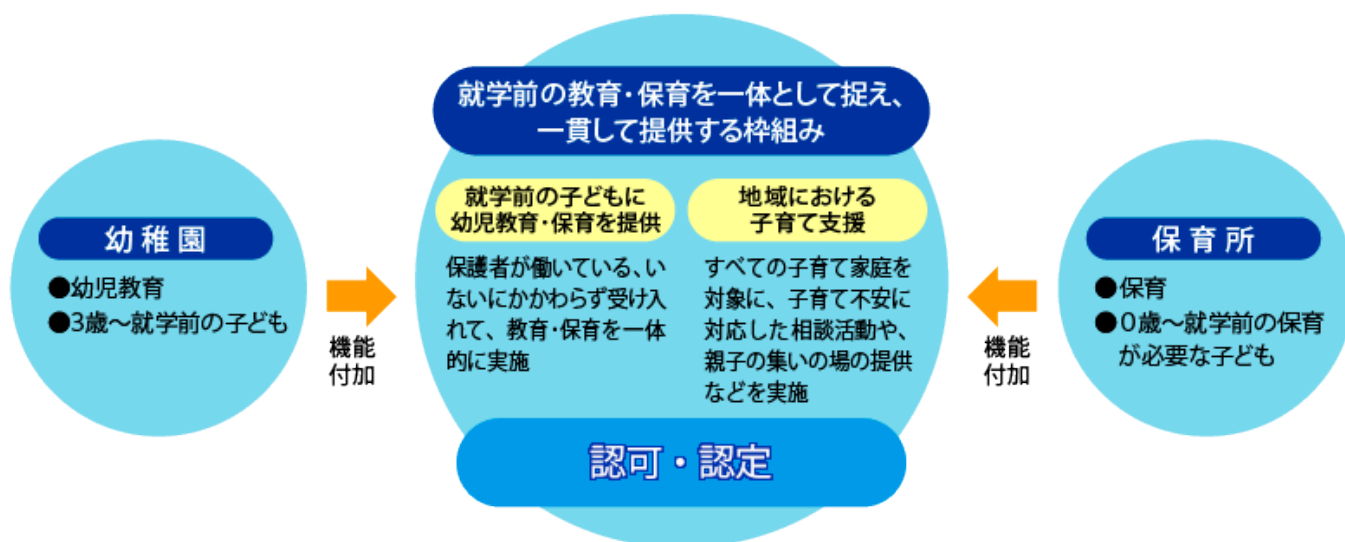 就学前の教育・保育を一体として捉え、
一貫して提供する枠組み
幼稚園
●幼児教育
●3歳～就学前の子ども
機能
付加
就学前の子どもに
幼児教育・保育を提供
保護者が働いている、い
ないにかかわらず受け入
れて、教育・保育を一体
的に実施
地域における
子育て支援
すべての子育て家庭を
対象に、子育て不安に
対応した相談活動や、
親子の集いの場の提供
などを実施
認可・認定
機能
付加
保育所
●保育
●０歳～就学前の保育
が必要な子ども